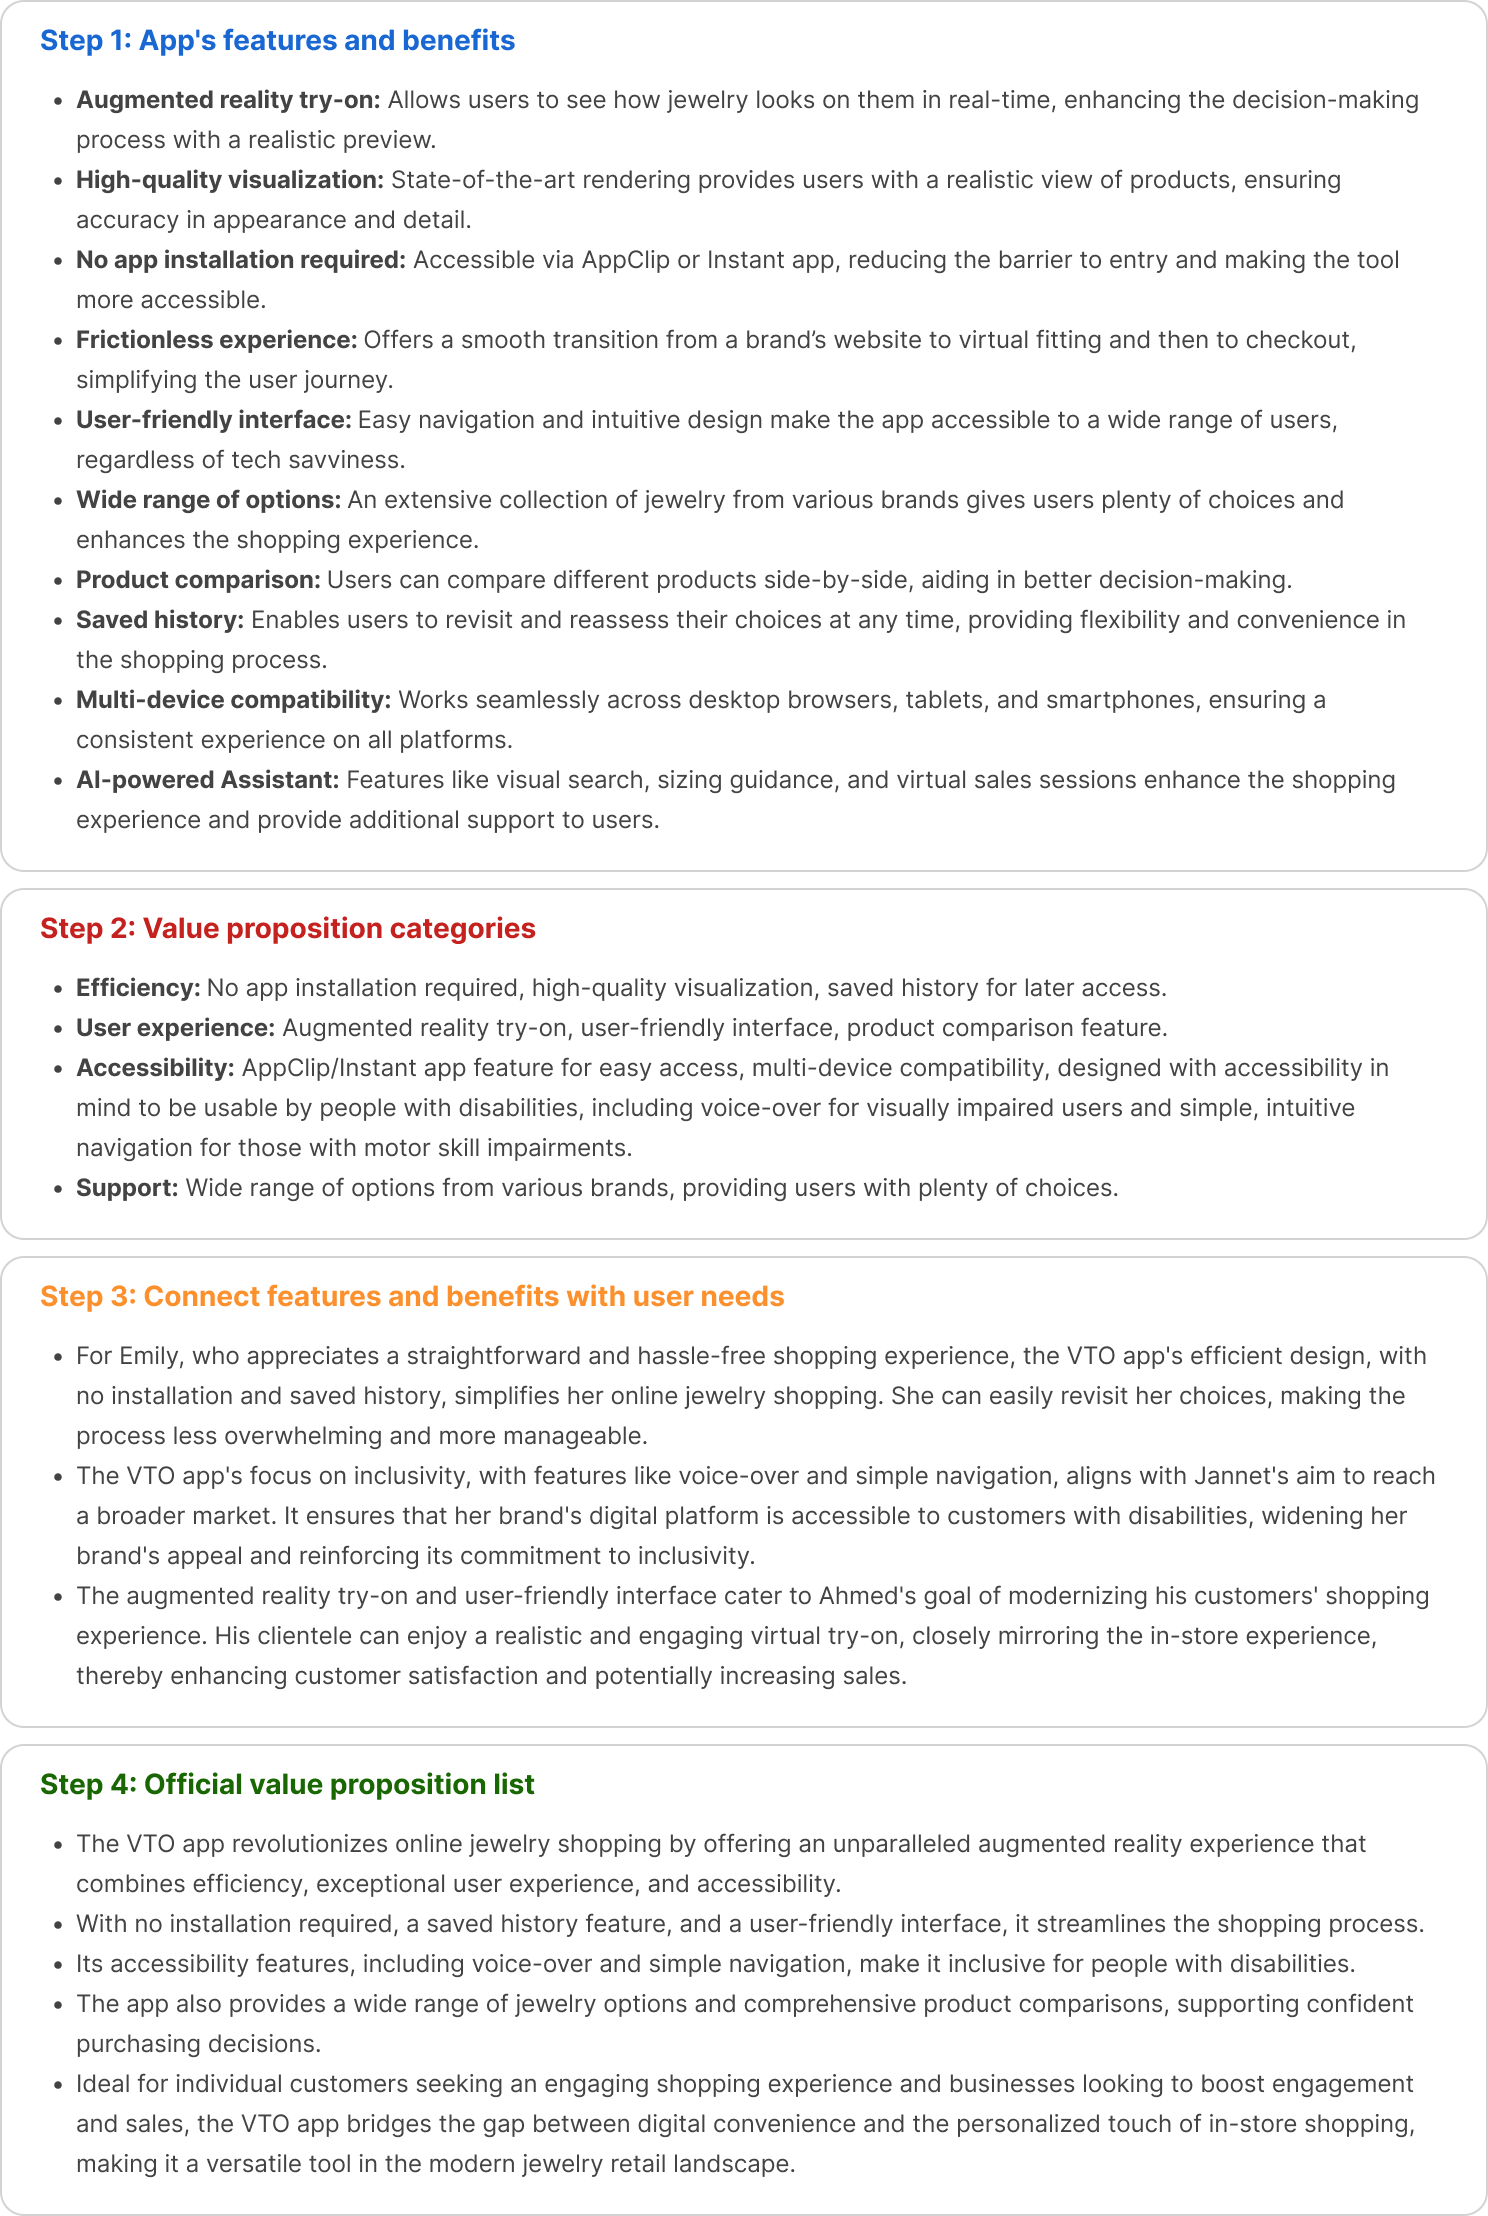 Step 1: App's features and benefits
• Augmented reality try-on: Allows users to see how jewelry looks on them in real-time, enhancing the decision-making
process with a realistic preview.
• High-quality visualization: State-of-the-art rendering provides users with a realistic view of products, ensuring
accuracy in appearance and detail.
• No app installation required: Accessible via AppClip or Instant app, reducing the barrier to entry and making the tool
more accessible.
• Frictionless experience: Offers a smooth transition from a brand’s website to virtual fitting and then to checkout,
simplifying the user journey.
• User-friendly interface: Easy navigation and intuitive design make the app accessible to a wide range of users,
regardless of tech savviness.
• Wide range of options: An extensive collection of jewelry from various brands gives users plenty of choices and
enhances the shopping experience.
• Product comparison: Users can compare different products side-by-side, aiding in better decision-making.
• Saved history: Enables users to revisit and reassess their choices at any time, providing flexibility and convenience in
the shopping process.
• Multi-device compatibility: Works seamlessly across desktop browsers, tablets, and smartphones, ensuring a
consistent experience on all platforms.
• AI-powered Assistant: Features like visual search, sizing guidance, and virtual sales sessions enhance the shopping
experience and provide additional support to users.
Step 2: Value proposition categories
• Efficiency: No app installation required, high-quality visualization, saved history for later access.
• User experience: Augmented reality try-on, user-friendly interface, product comparison feature.
• Accessibility: AppClip/Instant app feature for easy access, multi-device compatibility, designed with accessibility in
mind to be usable by people with disabilities, including voice-over for visually impaired users and simple, intuitive
navigation for those with motor skill impairments.
• Support: Wide range of options from various brands, providing users with plenty of choices.
Step 3: Connect features and benefits with user needs
• For Emily, who appreciates a straightforward and hassle-free shopping experience, the VTO app's efficient design, with
no installation and saved history, simplifies her online jewelry shopping. She can easily revisit her choices, making the
process less overwhelming and more manageable.
• The VTO app's focus on inclusivity, with features like voice-over and simple navigation, aligns with Jannet's aim to reach
a broader market. It ensures that her brand's digital platform is accessible to customers with disabilities, widening her
brand's appeal and reinforcing its commitment to inclusivity.
• The augmented reality try-on and user-friendly interface cater to Ahmed's goal of modernizing his customers' shopping
experience. His clientele can enjoy a realistic and engaging virtual try-on, closely mirroring the in-store experience,
thereby enhancing customer satisfaction and potentially increasing sales.
Step 4: Official value proposition list
• The VTO app revolutionizes online jewelry shopping by offering an unparalleled augmented reality experience that
combines efficiency, exceptional user experience, and accessibility.
• With no installation required, a saved history feature, and a user-friendly interface, it streamlines the shopping process.
• Its accessibility features, including voice-over and simple navigation, make it inclusive for people with disabilities.
• The app also provides a wide range of jewelry options and comprehensive product comparisons, supporting confident
purchasing decisions.
• Ideal for individual customers seeking an engaging shopping experience and businesses looking to boost engagement
and sales, the VTO app bridges the gap between digital convenience and the personalized touch of in-store shopping,
making it a versatile tool in the modern jewelry retail landscape.